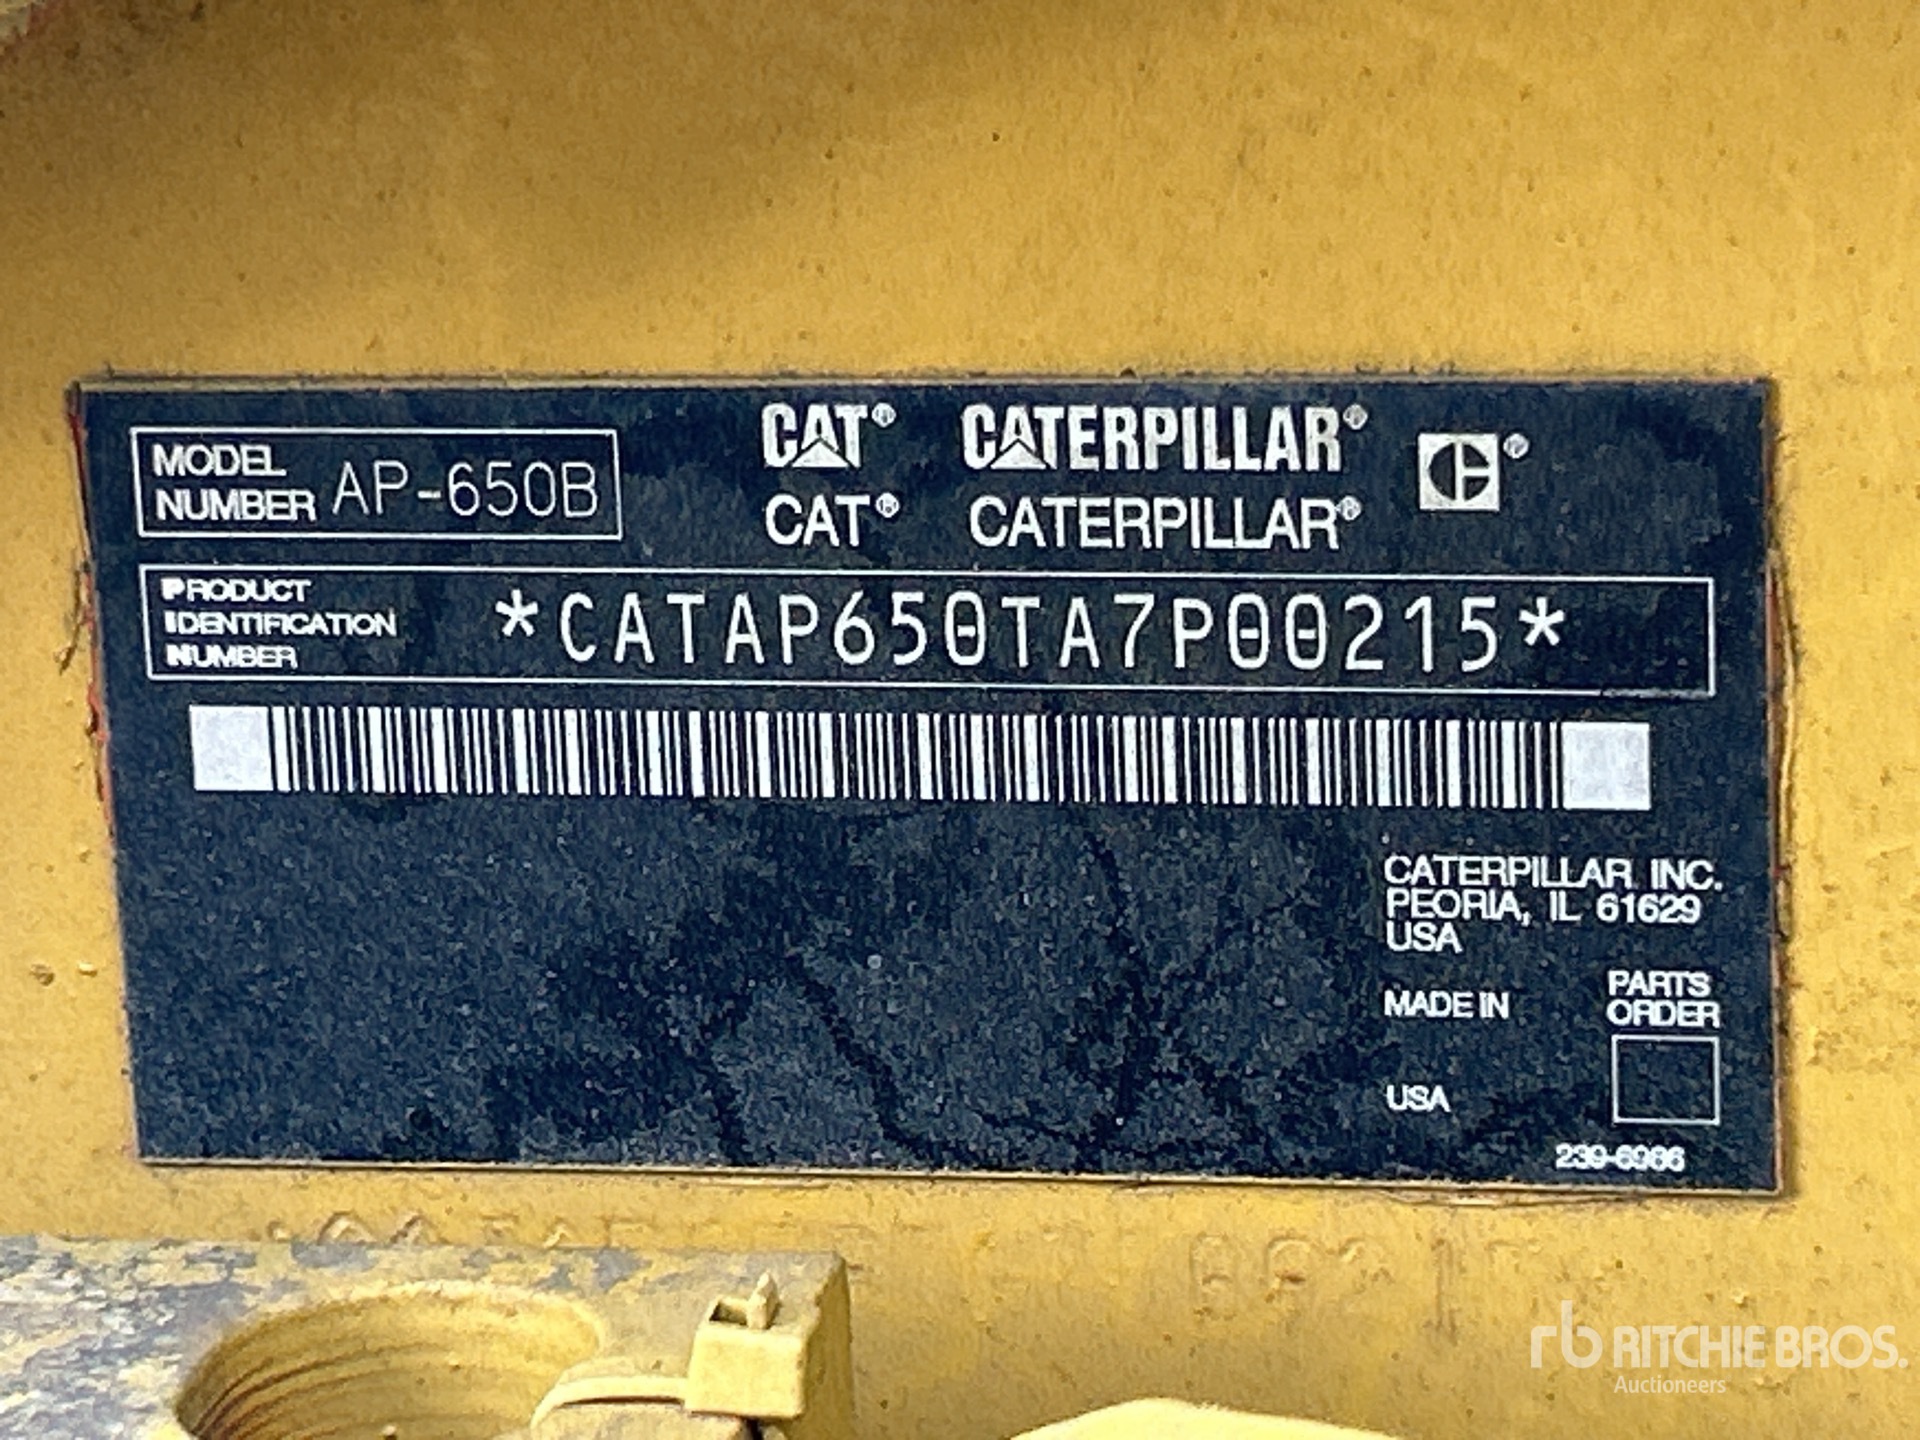 MODEL NUMBER AP-650B
CAT® CATERPILLAR® ®
CAT® CATERPILLAR®
PRODUCT
IDENTIFICATION
NUMBER
*CATAP650TA7P00215*
CATERPILLAR INC.
PEORIA, IL 61629
USA
MADE IN
USA
PARTS
ORDER
239-6986
rb RITCHIE BROS.
Auctioneers